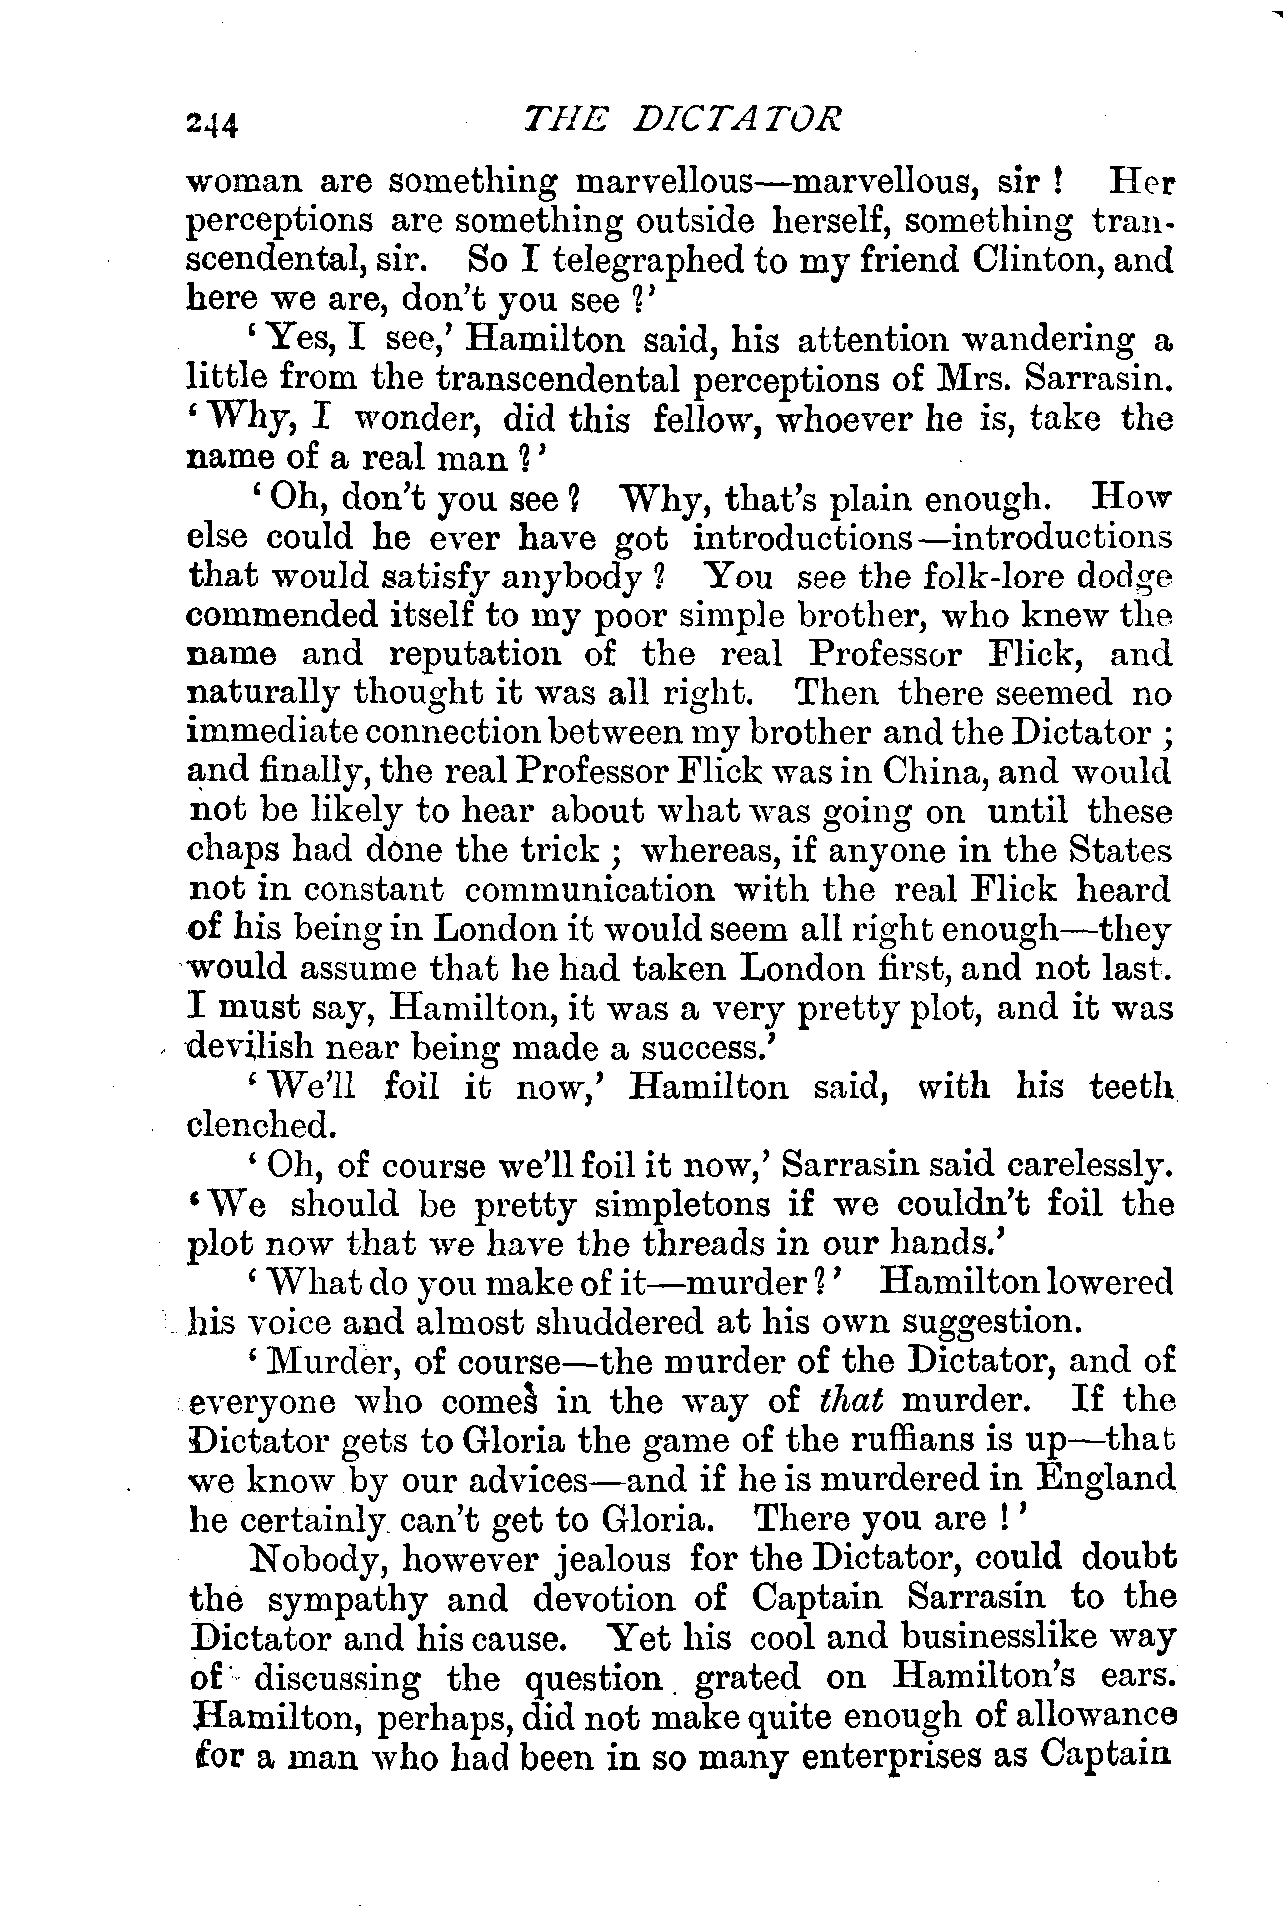 244 THE DICTATOR
woman are something marvellous—marvellous, sir! Her
perceptions are something outside herself, something tran-
scendental, sir. So I telegraphed to my friend Clinton, and
here we are, don't you see?'
'Yes, I see,' Hamilton said, his attention wandering a
little from the transcendental perceptions of Mrs. Sarrasin.
'Why, I wonder, did this fellow, whoever he is, take the
name of a real man?'
'Oh, don't you see? Why, that's plain enough. How
else could he ever have got introductions—introductions
that would satisfy anybody? You see the folk-lore dodge
commended itself to my poor simple brother, who knew the
name and reputation of the real Professor Flick, and
naturally thought it was all right. Then there seemed no
immediate connection between my brother and the Dictator;
and finally, the real Professor Flick was in China, and would
not be likely to hear about what was going on until these
chaps had done the trick; whereas, if anyone in the States
not in constant communication with the real Flick heard
of his being in London it would seem all right enough—they
would assume that he had taken London first, and not last.
I must say, Hamilton, it was a very pretty plot, and it was
devilish near being made a success.'
'We'll foil it now,' Hamilton said, with his teeth
clenched.
'Oh, of course we'll foil it now,' Sarrasin said carelessly.
'We should be pretty simpletons if we couldn't foil the
plot now that we have the threads in our hands.'
'What do you make of it—murder?' Hamilton lowered
his voice and almost shuddered at his own suggestion.
'Murder, of course—the murder of the Dictator, and of
everyone who comes in the way of that murder. If the
Dictator gets to Gloria the game of the ruffians is up—that
we know by our advices—and if he is murdered in England
he certainly can't get to Gloria. There you are!'
Nobody, however jealous for the Dictator, could doubt
the sympathy and devotion of Captain Sarrasin to the
Dictator and his cause. Yet his cool and businesslike way
of discussing the question grated on Hamilton's ears.
Hamilton, perhaps, did not make quite enough of allowance
for a man who had been in so many enterprises as Captain